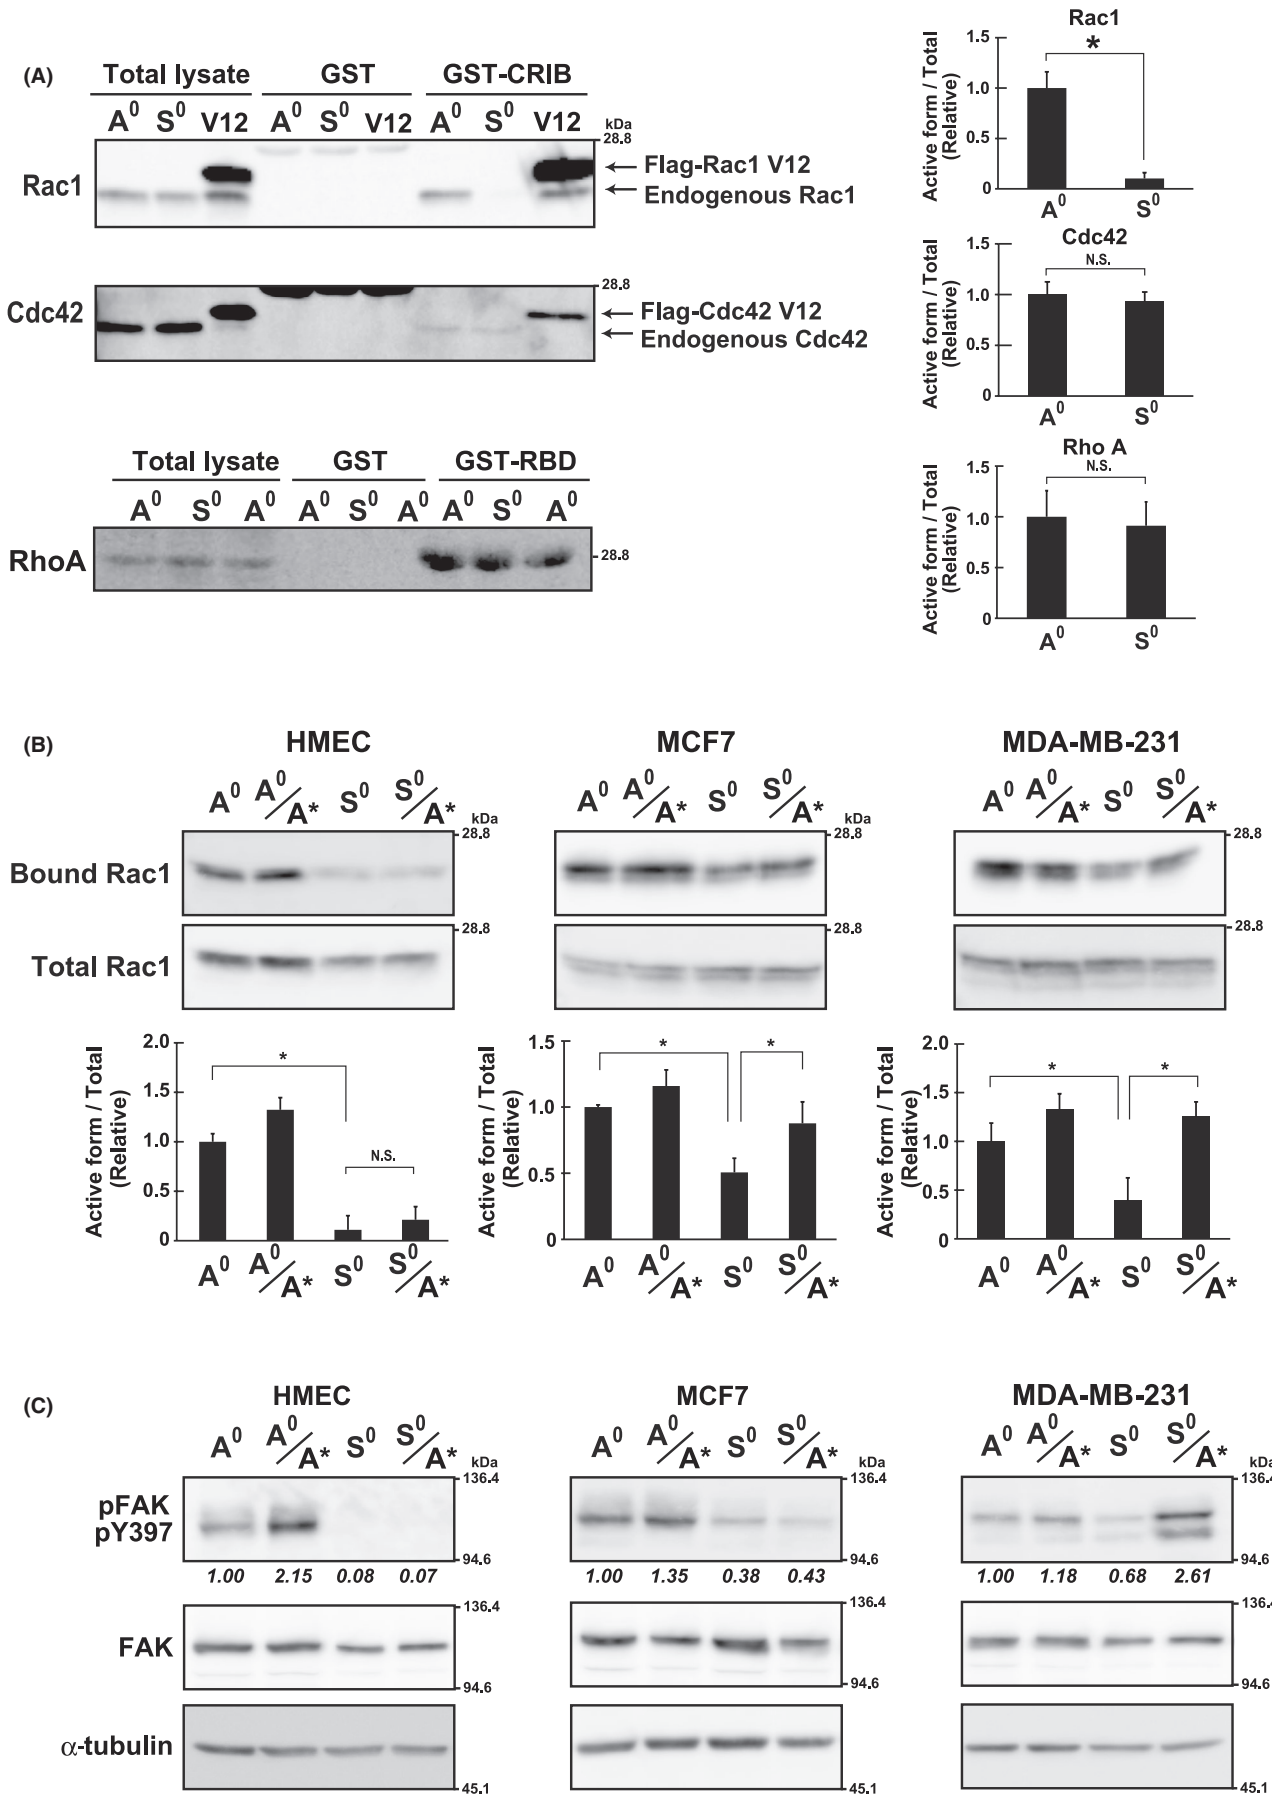 (A)
Total lysate GST GST-CRIB
A⁰ S⁰ V12 A⁰ S⁰ V12 A⁰ S⁰ V12 kDa
28.8
Rac1
Flag-Rac1 V12
Endogenous Rac1
28.8
Cdc42
Flag-Cdc42 V12
Endogenous Cdc42
Total lysate GST GST-RBD
A⁰ S⁰ A⁰ A⁰ S⁰ A⁰ A⁰ S⁰ A⁰
RhoA
28.8
Rac1
Active form / Total
(Relative)
1.5
*
1.0
0.5
0
A⁰ S⁰
Cdc42
Active form / Total
(Relative)
1.5
N.S.
1.0
0.5
0
A⁰ S⁰
Rho A
Active form / Total
(Relative)
1.5
N.S.
1.0
0.5
0
A⁰ S⁰
(B)
HMEC MCF7 MDA-MB-231
A⁰ A⁰/A* S⁰ S⁰/A* kDa A⁰ A⁰/A* S⁰ S⁰/A* kDa A⁰ A⁰/A* S⁰ S⁰/A*
Bound Rac1 28.8 28.8 28.8
Total Rac1 28.8 28.8 28.8
Active form / Total
(Relative)
2.0
1.5
1.0
0.5
0
*
N.S.
A⁰ A⁰/A* S⁰ S⁰/A*
Active form / Total
(Relative)
1.5
1.0
0.5
0
* *
A⁰ A⁰/A* S⁰ S⁰/A*
Active form / Total
(Relative)
2.0
1.5
1.0
0.5
0
* *
A⁰ A⁰/A* S⁰ S⁰/A*
(C)
HMEC MCF7 MDA-MB-231
A⁰ A⁰/A* S⁰ S⁰/A* kDa A⁰ A⁰/A* S⁰ S⁰/A* kDa A⁰ A⁰/A* S⁰ S⁰/A* kDa
136.4 136.4 136.4
pFAK
pY397
94.6 94.6 94.6
1.00 2.15 0.08 0.07 1.00 1.35 0.38 0.43 1.00 1.18 0.68 2.61
136.4 136.4 136.4
FAK
94.6 94.6 94.6
α-tubulin
45.1 45.1 45.1